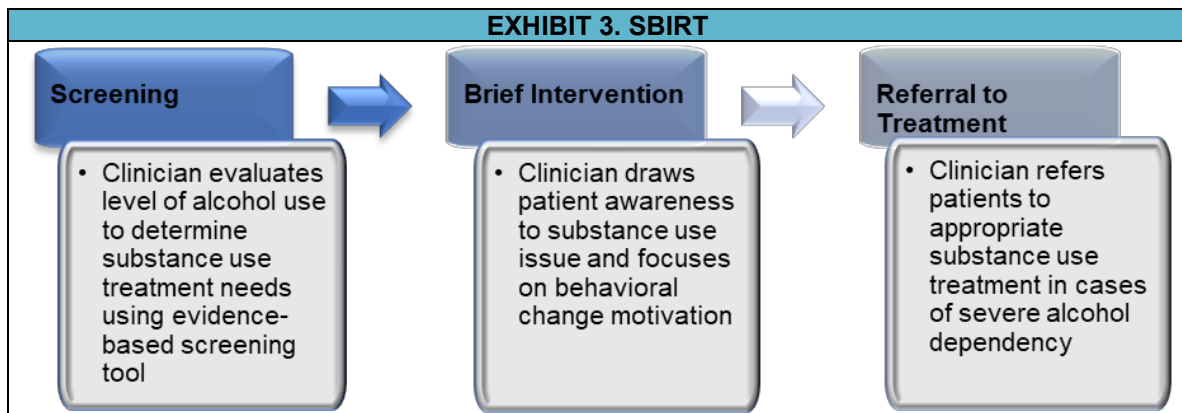 EXHIBIT 3. SBIRT
Screening
• Clinician evaluates
level of alcohol use
to determine
substance use
treatment needs
using evidence-
based screening
tool
Brief Intervention
• Clinician draws
patient awareness
to substance use
issue and focuses
on behavioral
change motivation
Referral to
Treatment
• Clinician refers
patients to
appropriate
substance use
treatment in cases
of severe alcohol
dependency